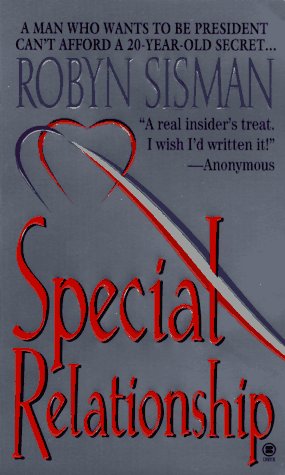 A MAN WHO WANTS TO BE PRESIDENT
CAN'T AFFORD A 20-YEAR-OLD SECRET...
ROBYN SISMAN
"A real insider's treat.
I wish I'd written it!"
—Anonymous
Special
Relationship